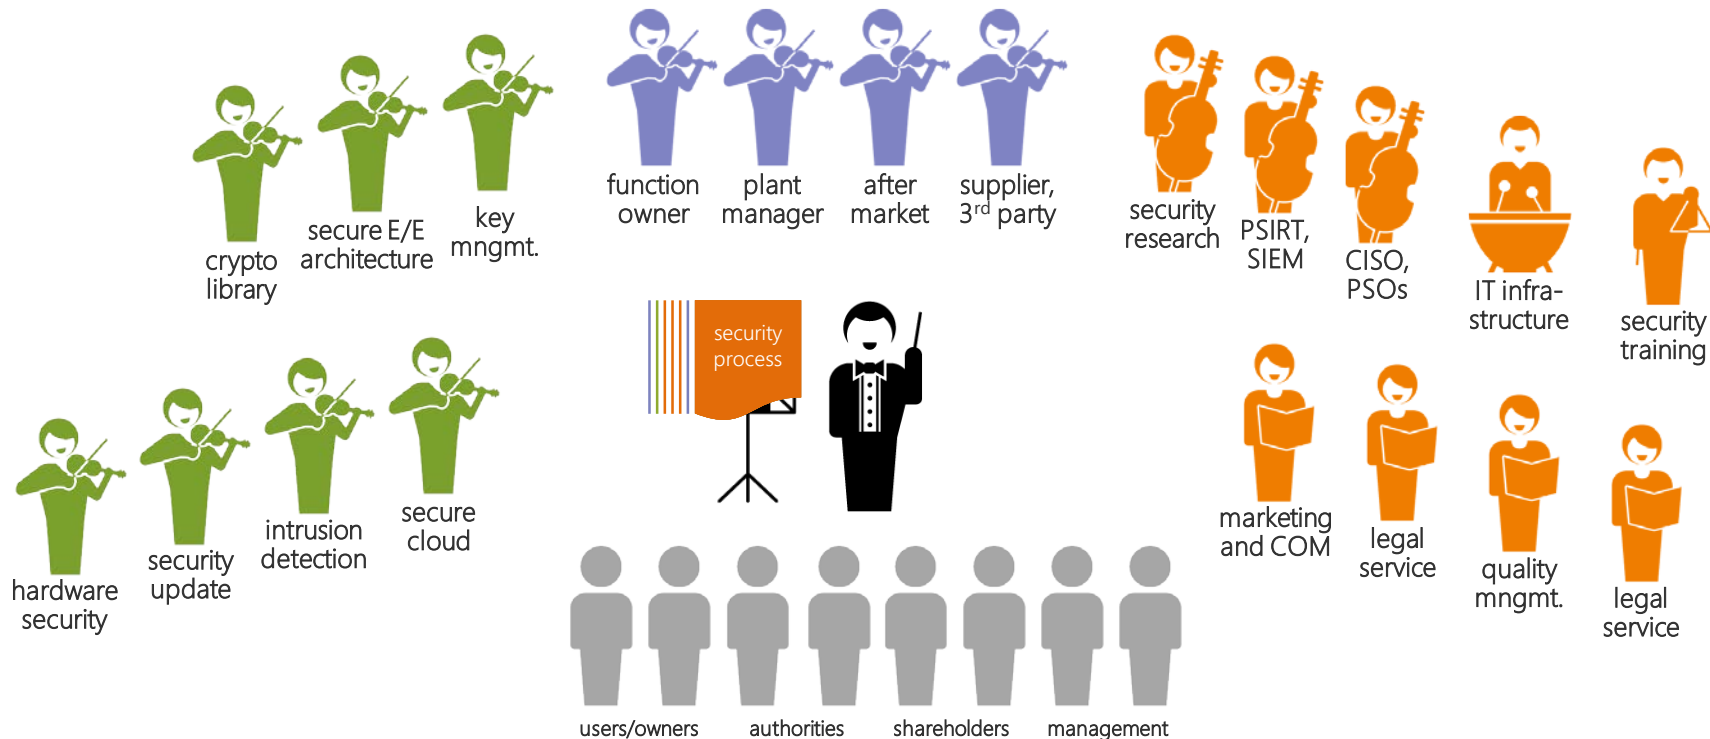 function
owner
plant
manager
after
market
supplier,
3rd party
key
mngmt.
secure E/E
architecture
crypto
library
security
research
PSIRT,
SIEM
CISO,
PSOs
IT infra-
structure
security
training
security
process
secure
cloud
intrusion
detection
security
update
hardware
security
marketing
and COM
legal
service
quality
mngmt.
legal
service
users/owners
authorities
shareholders
management